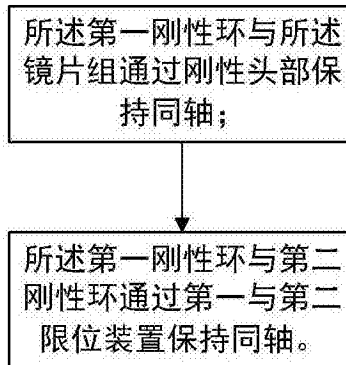 所述第一刚性环与所述
镜片组通过刚性头部保
持同轴；
所述第一刚性环与第二
刚性环通过第一与第二
限位装置保持同轴。